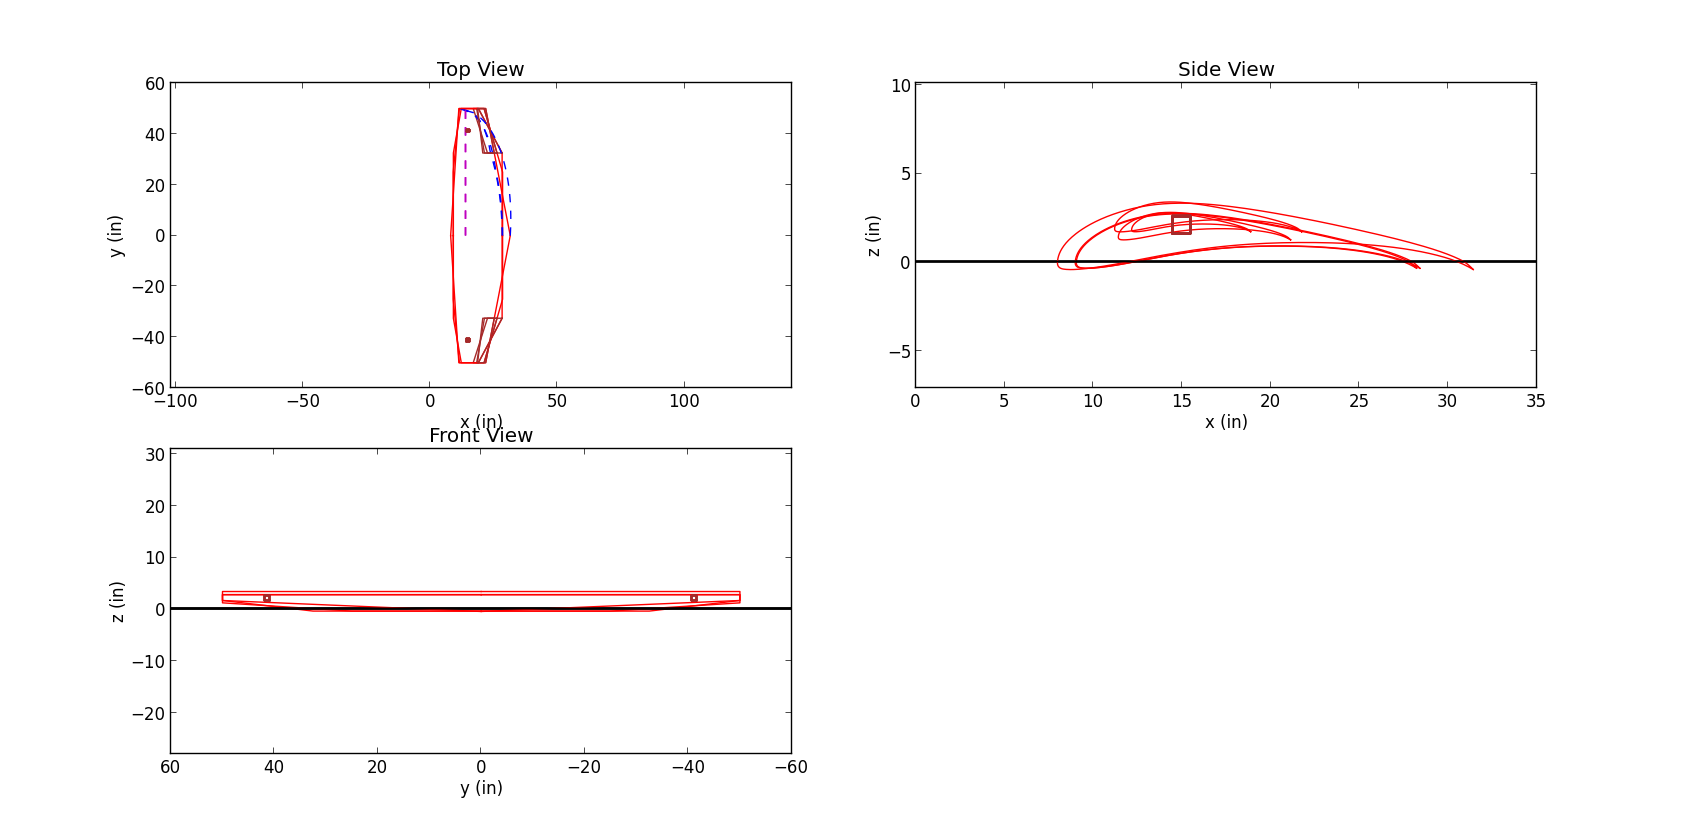 Top View
60
40
20
0
−20
−40
−60
y (in)
−100 −50 0 50 100
x (in)
Side View
10
5
0
−5
z (in)
0 5 10 15 20 25 30 35
x (in)
Front View
30
20
10
0
−10
−20
z (in)
60 40 20 0 −20 −40 −60
y (in)